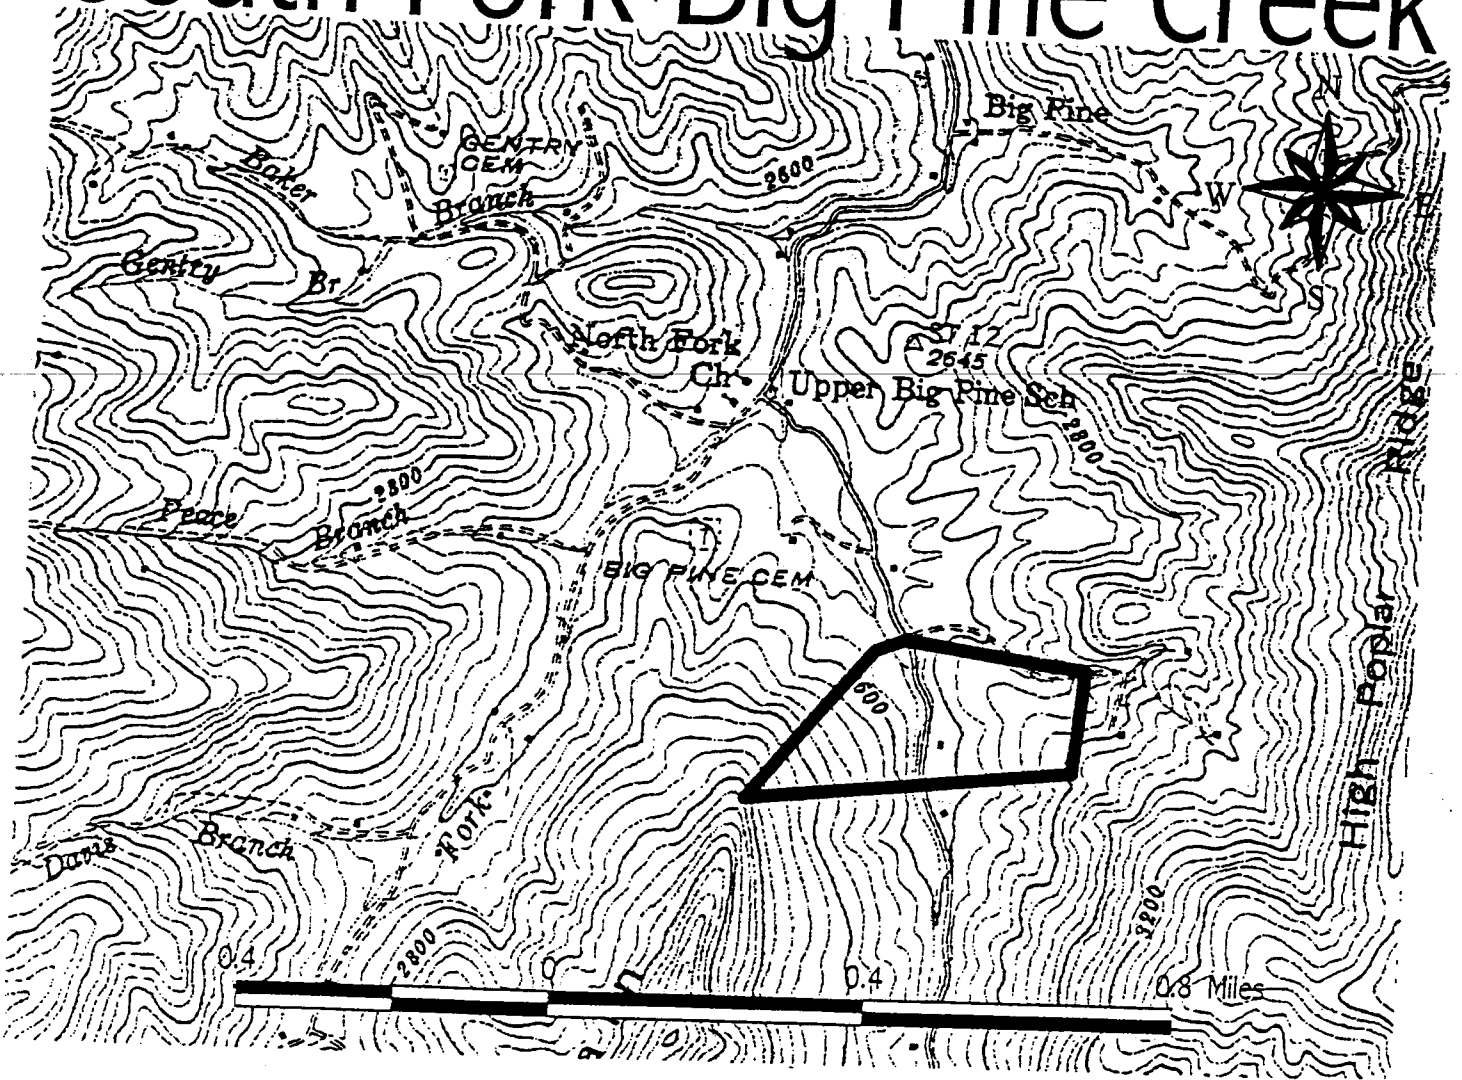 South Fork Big Pine Creek
N
Big Pine
GENTRY
CEM
Baker
2600
Branch
W
E
Gentry
Br
S
North Fork
SF 12
2645
Ch
Upper Big Pine Sch
2800
Ridge
2800
Peace
Branch
BIG PINE CEM
600
Poplar
High
Fork
Davis
Branch
3200
2800
0.4
0
0.4
0.8 Miles